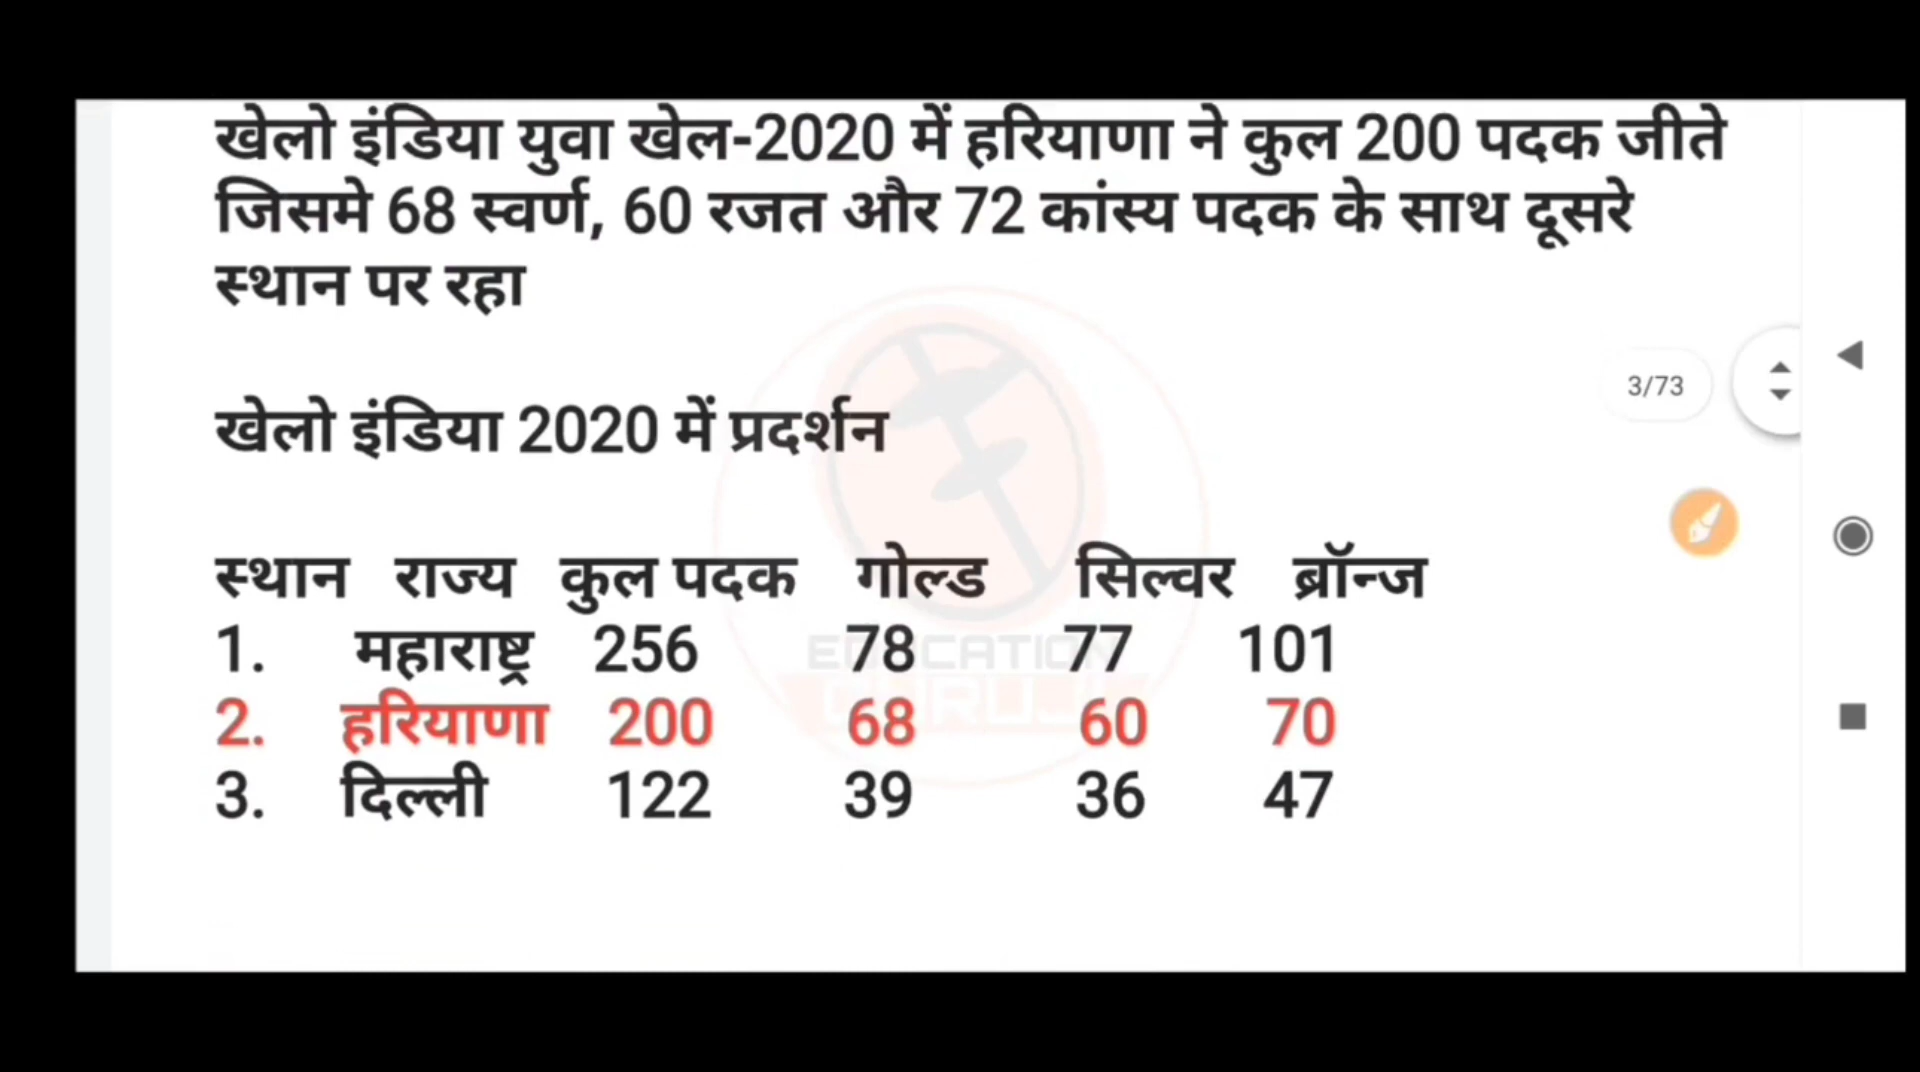 खेलो इंडिया युवा खेल-2020 में हरियाणा ने कुल 200 पदक जीते
जिसमे 68 स्वर्ण, 60 रजत और 72 कांस्य पदक के साथ दूसरे
स्थान पर रहा
3/73
खेलो इंडिया 2020 में प्रदर्शन
स्थान राज्य कुल पदक गोल्ड सिल्वर ब्रॉन्ज
1. महाराष्ट्र 256 78 77 101
2. हरियाणा 200 68 60 70
3. दिल्ली 122 39 36 47
EDUCATION
GURUJI